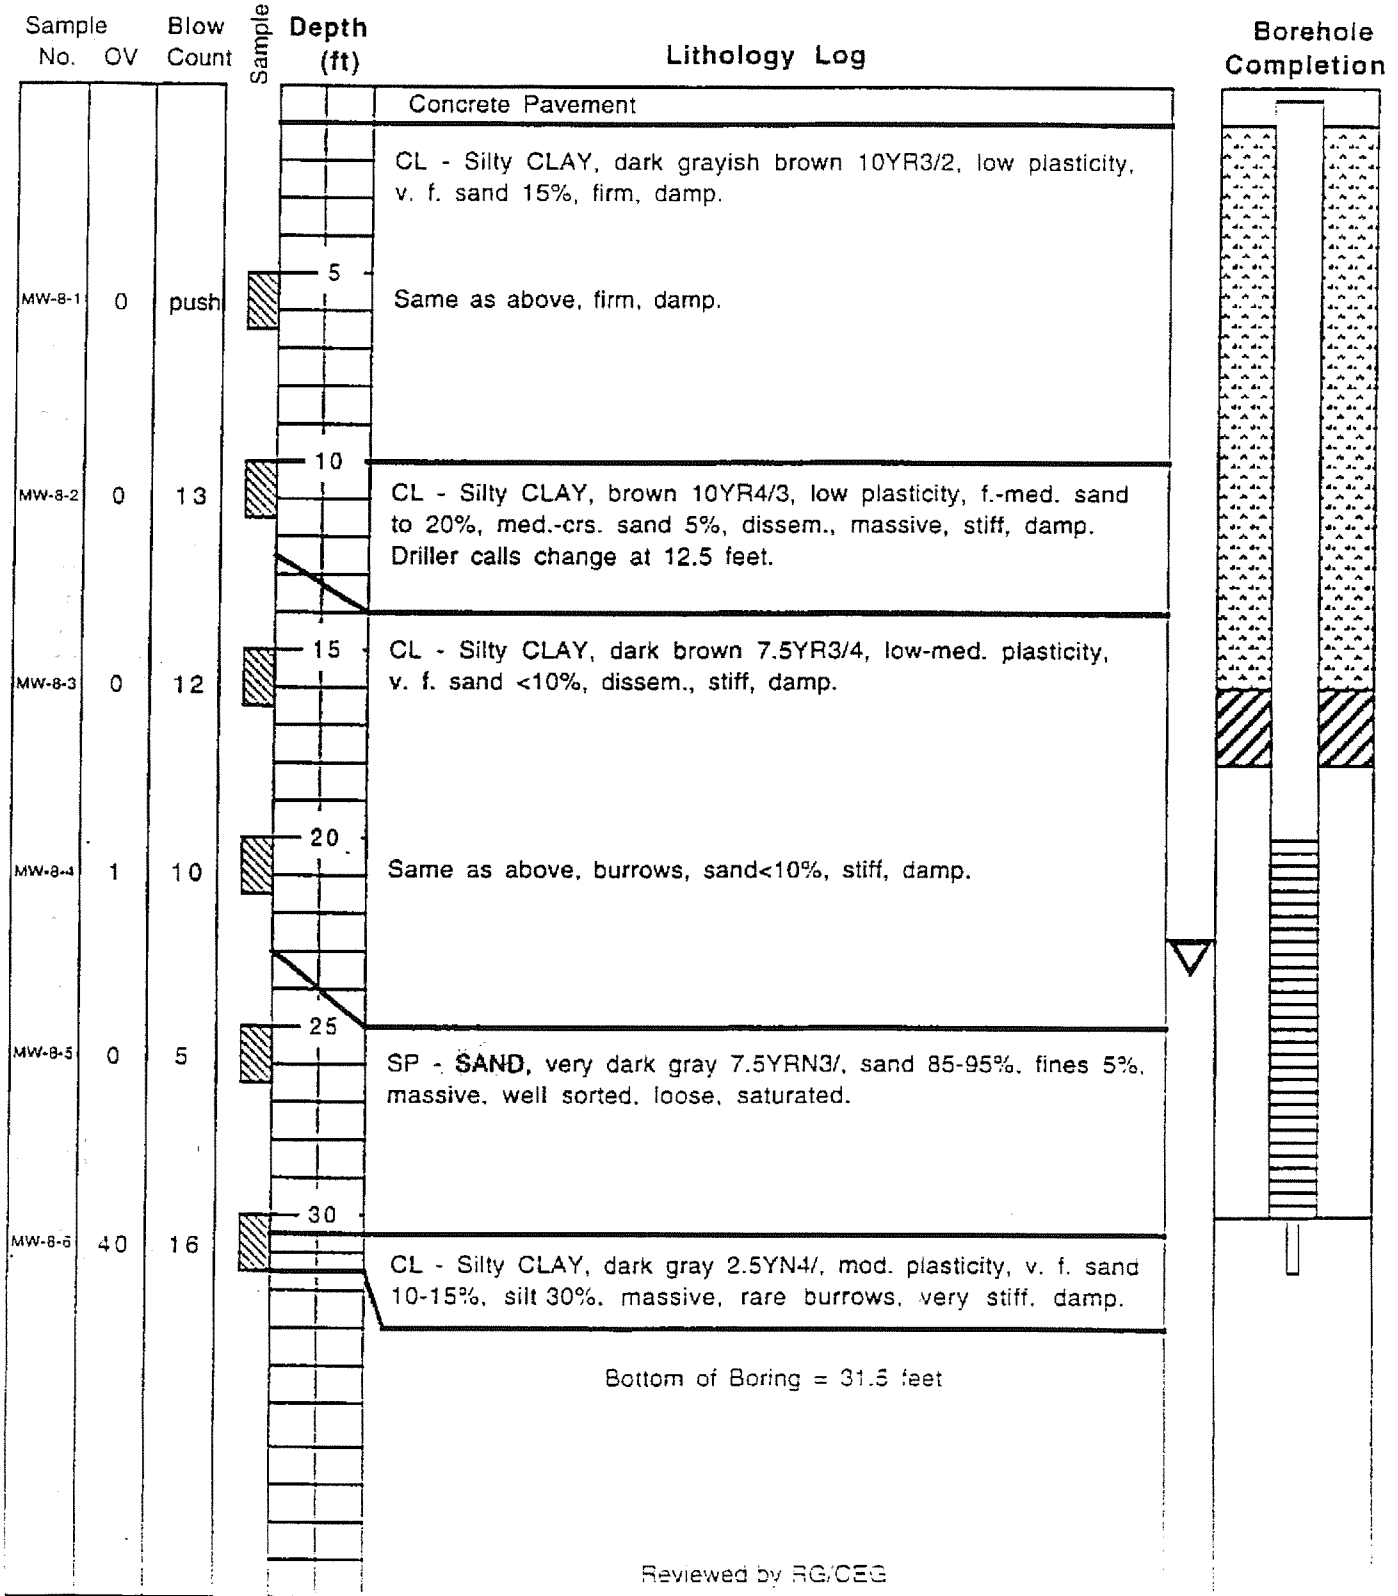 Sample Blow Sample Depth Borehole
No. OV Count (ft) Lithology Log Completion
Concrete Pavement
CL - Silty CLAY, dark grayish brown 10YR3/2, low plasticity,
v. f. sand 15%, firm, damp.
5
MW-8-1 0 push Same as above, firm, damp.
10
MW-8-2 0 13 CL - Silty CLAY, brown 10YR4/3, low plasticity, f.-med. sand
to 20%, med.-crs. sand 5%, dissem., massive, stiff, damp.
Driller calls change at 12.5 feet.
15 CL - Silty CLAY, dark brown 7.5YR3/4, low-med. plasticity,
MW-8-3 0 12 v. f. sand <10%, dissem., stiff, damp.
20
MW-8-4 1 10 Same as above, burrows, sand<10%, stiff, damp.
25
MW-8-5 0 5 SP - SAND, very dark gray 7.5YRN3/, sand 85-95%, fines 5%,
massive, well sorted, loose, saturated.
30
MW-8-6 40 16 CL - Silty CLAY, dark gray 2.5YN4/, mod. plasticity, v. f. sand
10-15%, silt 30%, massive, rare burrows, very stiff, damp.
Bottom of Boring = 31.5 feet
Reviewed by RG/CEG